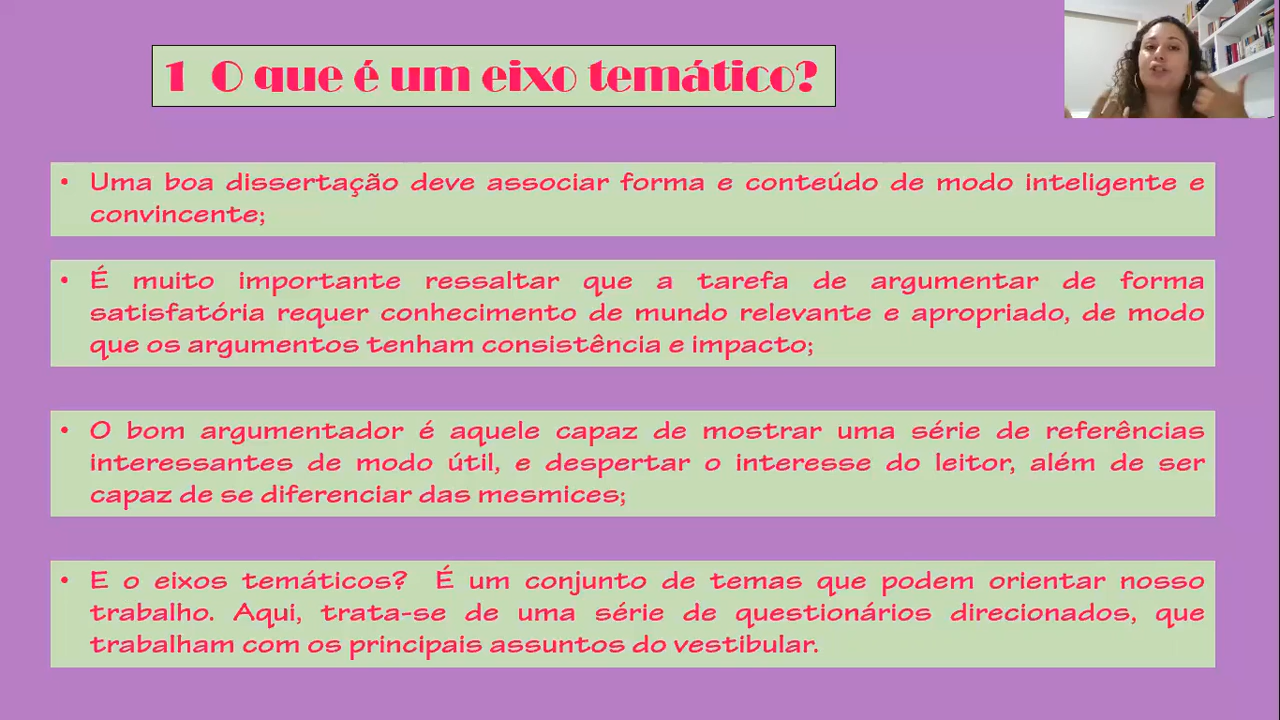 1 O que é um eixo temático?
• Uma boa dissertação deve associar forma e conteúdo de modo inteligente e
convincente;
• É muito importante ressaltar que a tarefa de argumentar de forma
satisfatória requer conhecimento de mundo relevante e apropriado, de modo
que os argumentos tenham consistência e impacto;
• O bom argumentador é aquele capaz de mostrar uma série de referências
interessantes de modo útil, e despertar o interesse do leitor, além de ser
capaz de se diferenciar das mesmices;
• E o eixos temáticos? É um conjunto de temas que podem orientar nosso
trabalho. Aqui, trata-se de uma série de questionários direcionados, que
trabalham com os principais assuntos do vestibular.